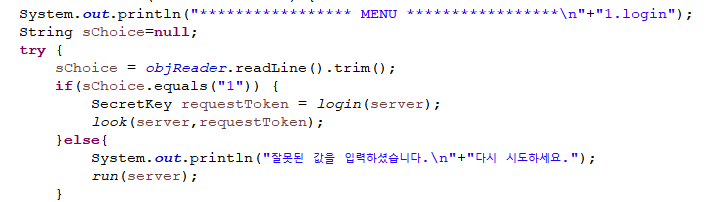 System.out.println("***************** MENU *****************\n"+"1.login");
String sChoice=null;
try {
sChoice = objReader.readLine().trim();
if(sChoice.equals("1")) {
SecretKey requestToken = login(server);
look(server,requestToken);
}else{
System.out.println("잘못된 값을 입력하셨습니다.\n"+"다시 시도하세요.");
run(server);
}